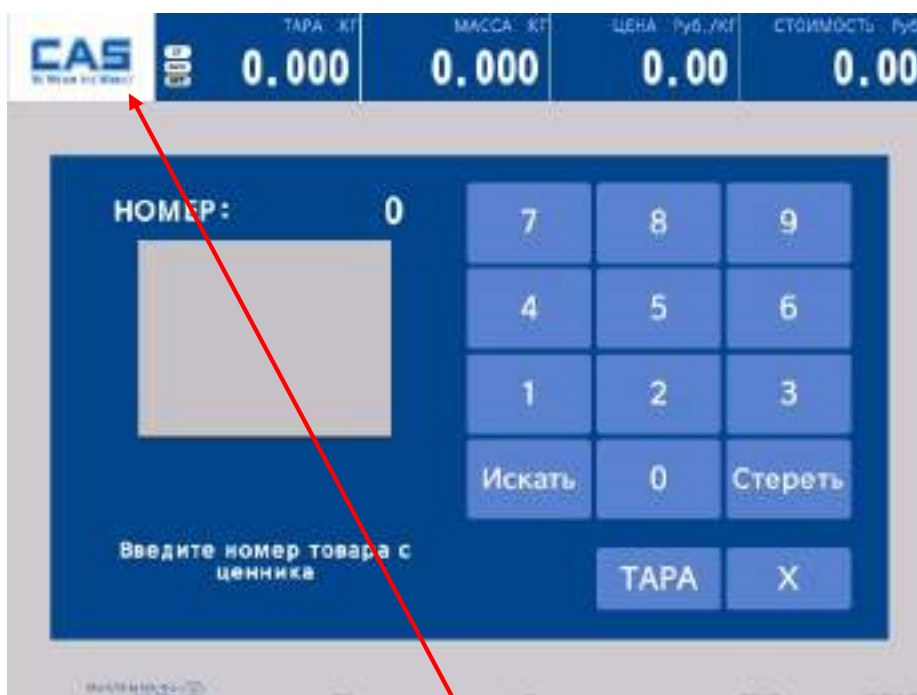 CAS
ТАРА КГ
0.000
МАССА КГ
0.000
ЦЕНА Руб./КГ
0.00
СТОИМОСТЬ Руб
0.00
НОМЕР: 0
7 8 9
4 5 6
1 2 3
Искать 0 Стереть
Введите номер товара с
ценника
ТАРА X